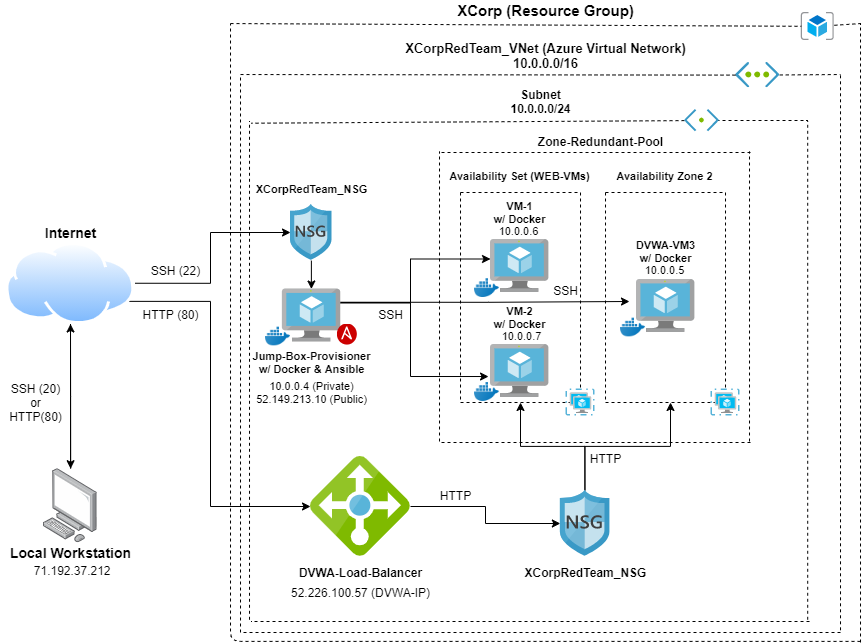 XCorp (Resource Group)
XCorpRedTeam_VNet (Azure Virtual Network)
10.0.0.0/16
Subnet
10.0.0.0/24
Zone-Redundant-Pool
Availability Set (WEB-VMs)
Availability Zone 2
XCorpRedTeam_NSG
NSG
VM-1
w/ Docker
10.0.0.6
DVWA-VM3
w/ Docker
10.0.0.5
Internet
SSH (22)
HTTP (80)
SSH
SSH
VM-2
w/ Docker
10.0.0.7
A
Jump-Box-Provisioner
w/ Docker & Ansible
10.0.0.4 (Private)
52.149.213.10 (Public)
SSH (20)
or
HTTP(80)
HTTP
HTTP
NSG
XCorpRedTeam_NSG
Local Workstation
71.192.37.212
DVWA-Load-Balancer
52.226.100.57 (DVWA-IP)